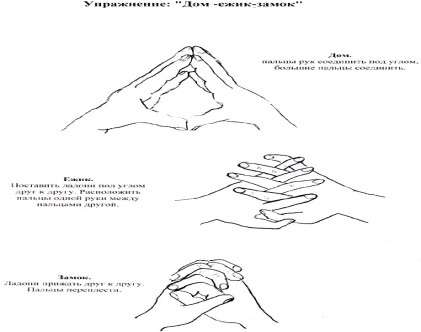 Упражнение: "Дом -ежик-замок"
Дом.
пальцы рук соединить под углом,
большие пальцы соединить.
Ежик.
Поставить ладони под углом
друг к другу. Расположить
пальцы одной руки между
пальцами другой.
Замок.
Ладони прижать друг к другу.
Пальцы переплести.